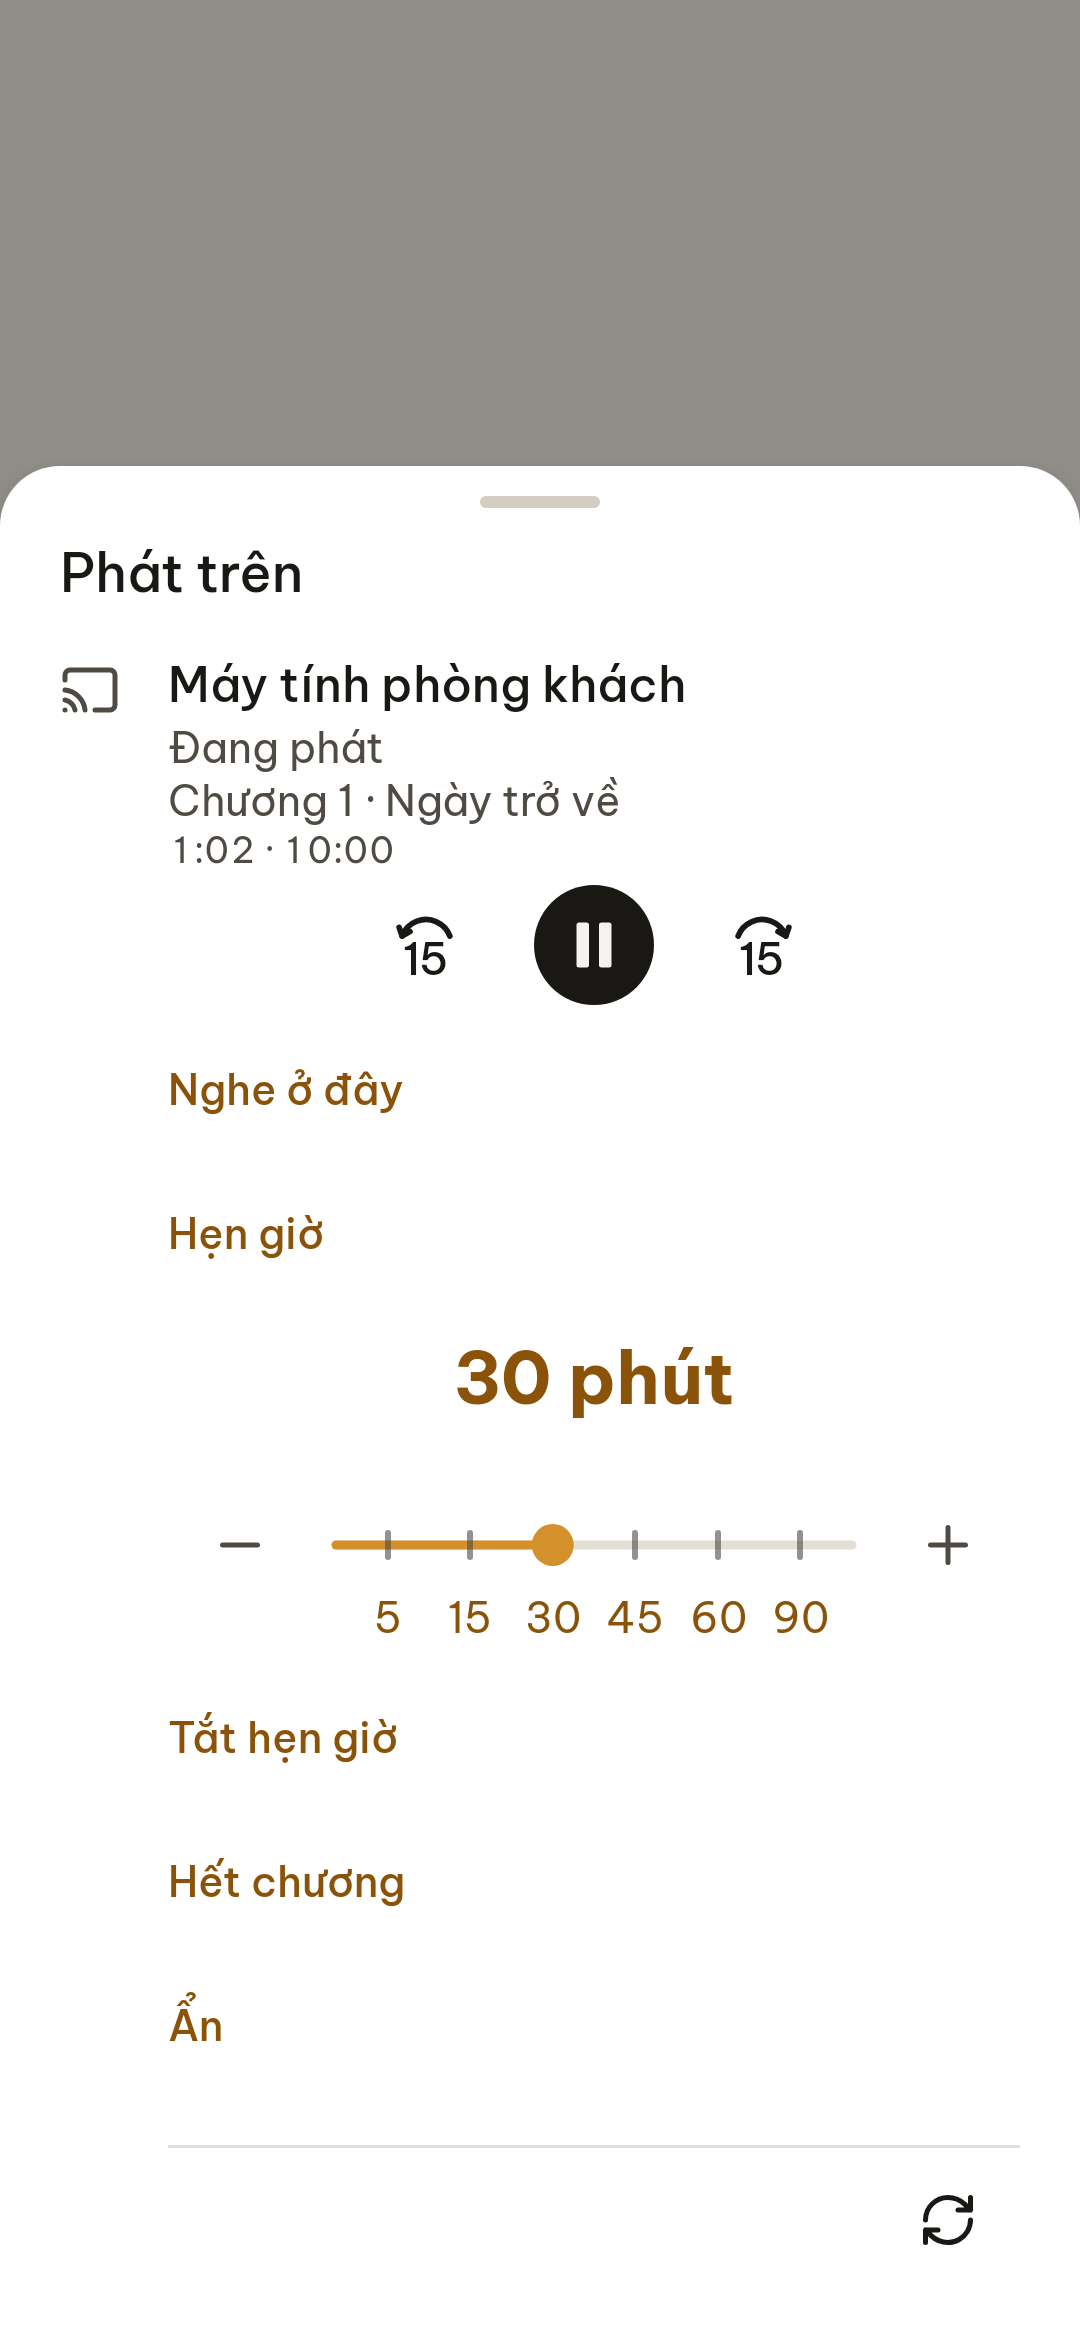 Phát trên
Máy tính phòng khách
Đang phát
Chương 1 · Ngày trở về
1:02 · 10:00
15
15
Nghe ở đây
Hẹn giờ
30 phút
5 15 30 45 60 90
Tắt hẹn giờ
Hết chương
Ẩn